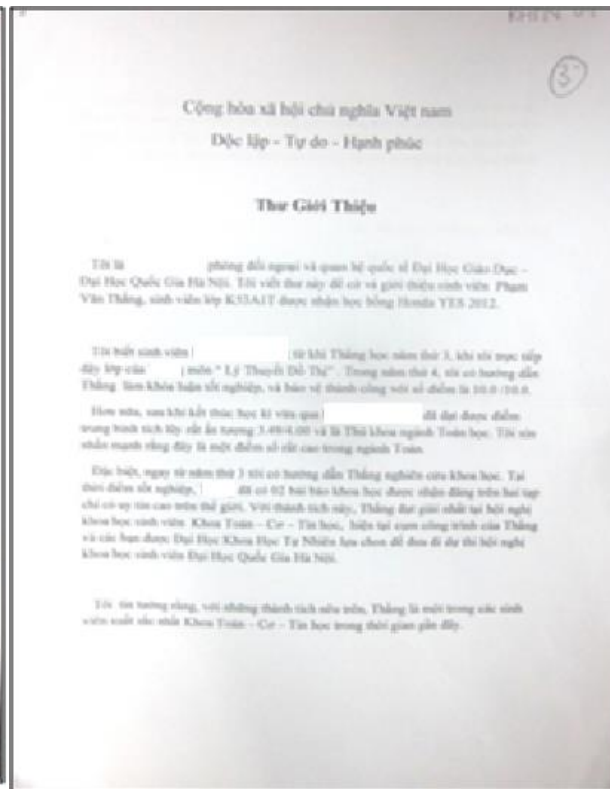 3
Cộng hòa xã hội chủ nghĩa Việt nam
Độc lập - Tự do - Hạnh phúc
Thư Giới Thiệu
Tôi là phòng đối ngoại và quan hệ quốc tế Đại Học Giáo Dục -
Đại Học Quốc Gia Hà Nội. Tôi viết thư này để cử và giới thiệu sinh viên Phạm
Văn Thắng, sinh viên lớp K53A1T được nhận học bổng Honda YES 2012.
Tôi biết sinh viên từ khi Thắng học năm thứ 3, khi tôi trực tiếp
dạy lớp của môn " Lý Thuyết Đồ Thị". Trong năm thứ 4, tôi có hướng dẫn
Thắng làm khóa luận tốt nghiệp, và bảo vệ thành công với số điểm là 10.0 /10.0.
Hơn nữa, sau khi kết thúc học kì vừa qua đã đạt được điểm
trung bình tích lũy rất ấn tượng 3.49/4.00 và là Thủ khoa ngành Toán học. Tôi xin
nhấn mạnh rằng đây là một điểm số rất cao trong ngành Toán.
Đặc biệt, ngay từ năm thứ 3 tôi có hướng dẫn Thắng nghiên cứu khoa học. Tại
thời điểm tốt nghiệp, đã có 02 bài báo khoa học được nhận đăng trên hai tạp
chí có uy tín cao trên thế giới. Với thành tích này, Thắng đạt giải nhất tại hội nghị
khoa học sinh viên Khoa Toán - Cơ - Tin học, hiện tại cụm công trình của Thắng
và các bạn được Đại Học Khoa Học Tự Nhiên lựa chọn để đưa đi dự thi hội nghị
khoa học sinh viên Đại Học Quốc Gia Hà Nội.
Tôi tin tưởng rằng, với những thành tích nêu trên, Thắng là một trong các sinh
viên xuất sắc nhất Khoa Toán - Cơ - Tin học trong thời gian gần đây.